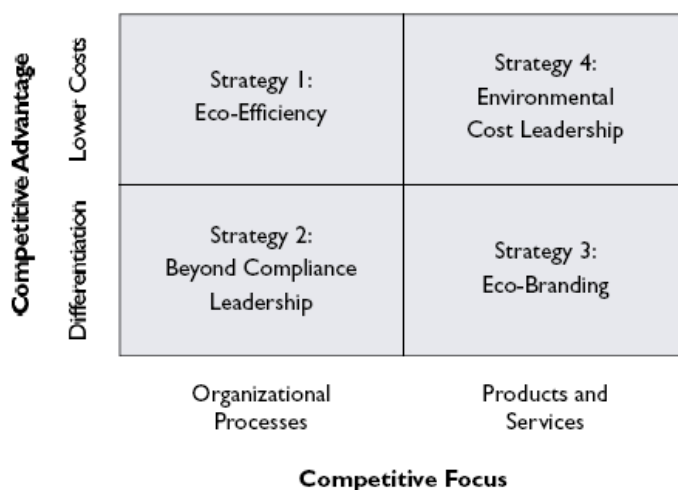 Competitive Advantage
Lower Costs
Differentiation
Strategy 1:
Eco-Efficiency
Strategy 4:
Environmental
Cost Leadership
Strategy 2:
Beyond Compliance
Leadership
Strategy 3:
Eco-Branding
Organizational
Processes
Products and
Services
Competitive Focus